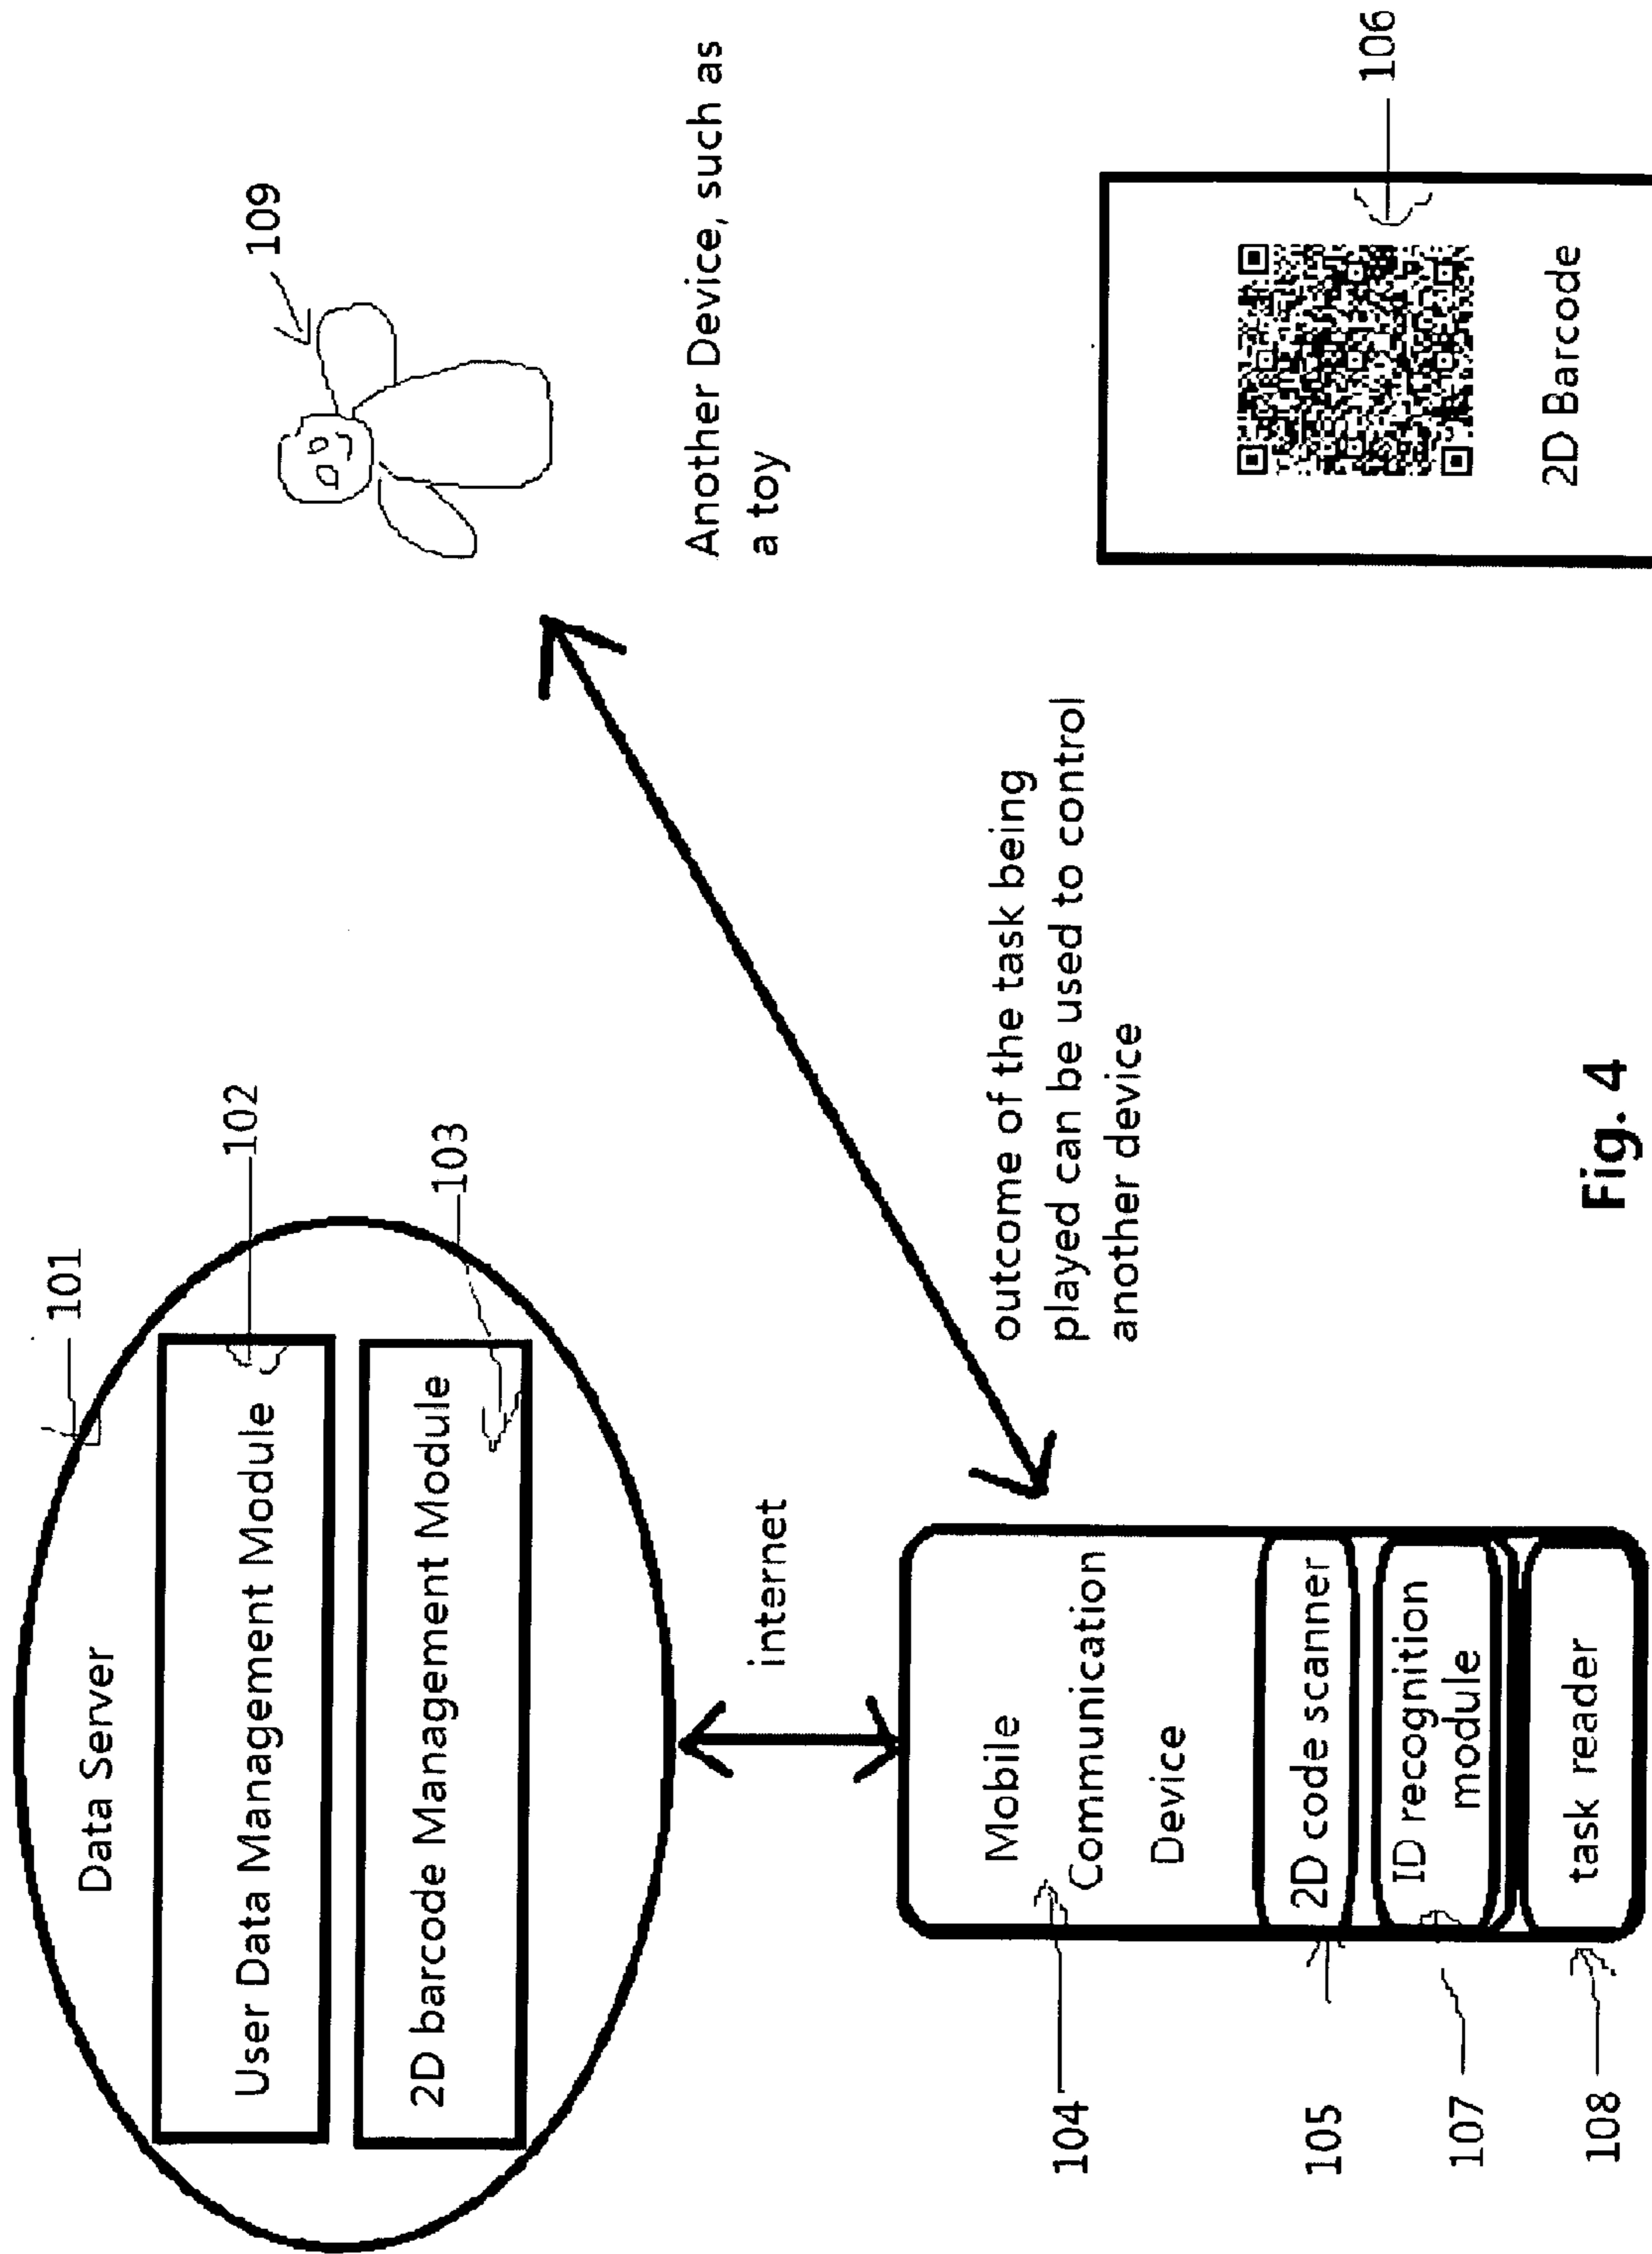 Data Server
101
User Data Management Module
102
2D barcode Management Module
103
internet
109
Another Device, such as
a toy
outcome of the task being
played can be used to control
another device
104
Mobile
Communication
Device
105
2D code scanner
107
ID recognition
module
108
task reader
106
2D Barcode
Fig. 4